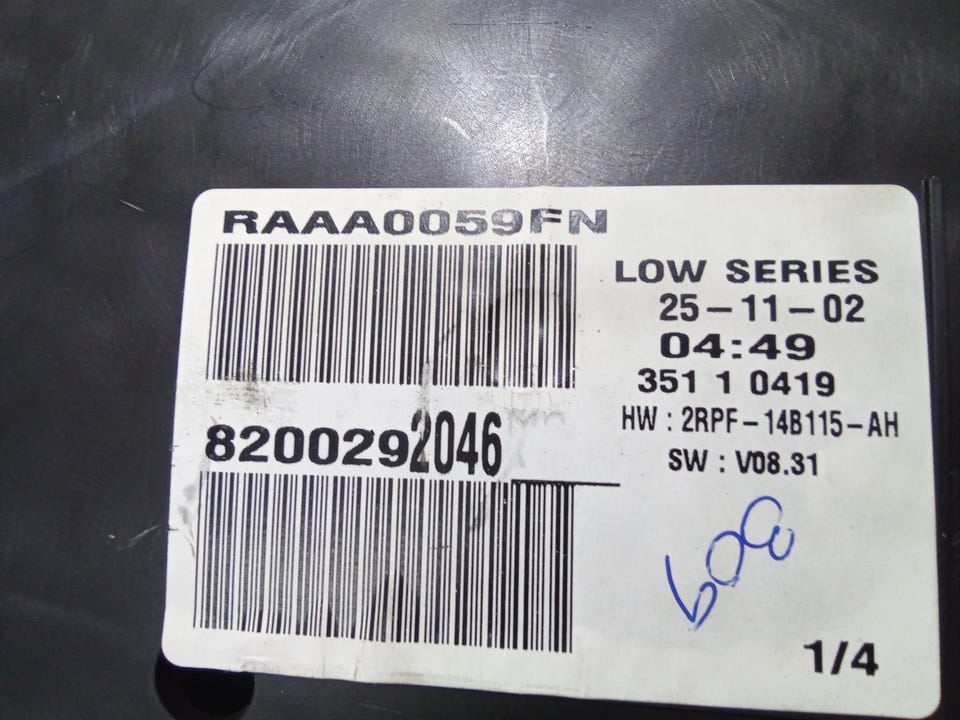 RAAA0059FN
LOW SERIES
25-11-02
04:49
351 1 0419
HW : 2RPF-14B115-AH
SW : V08.31
8200292046
1/4